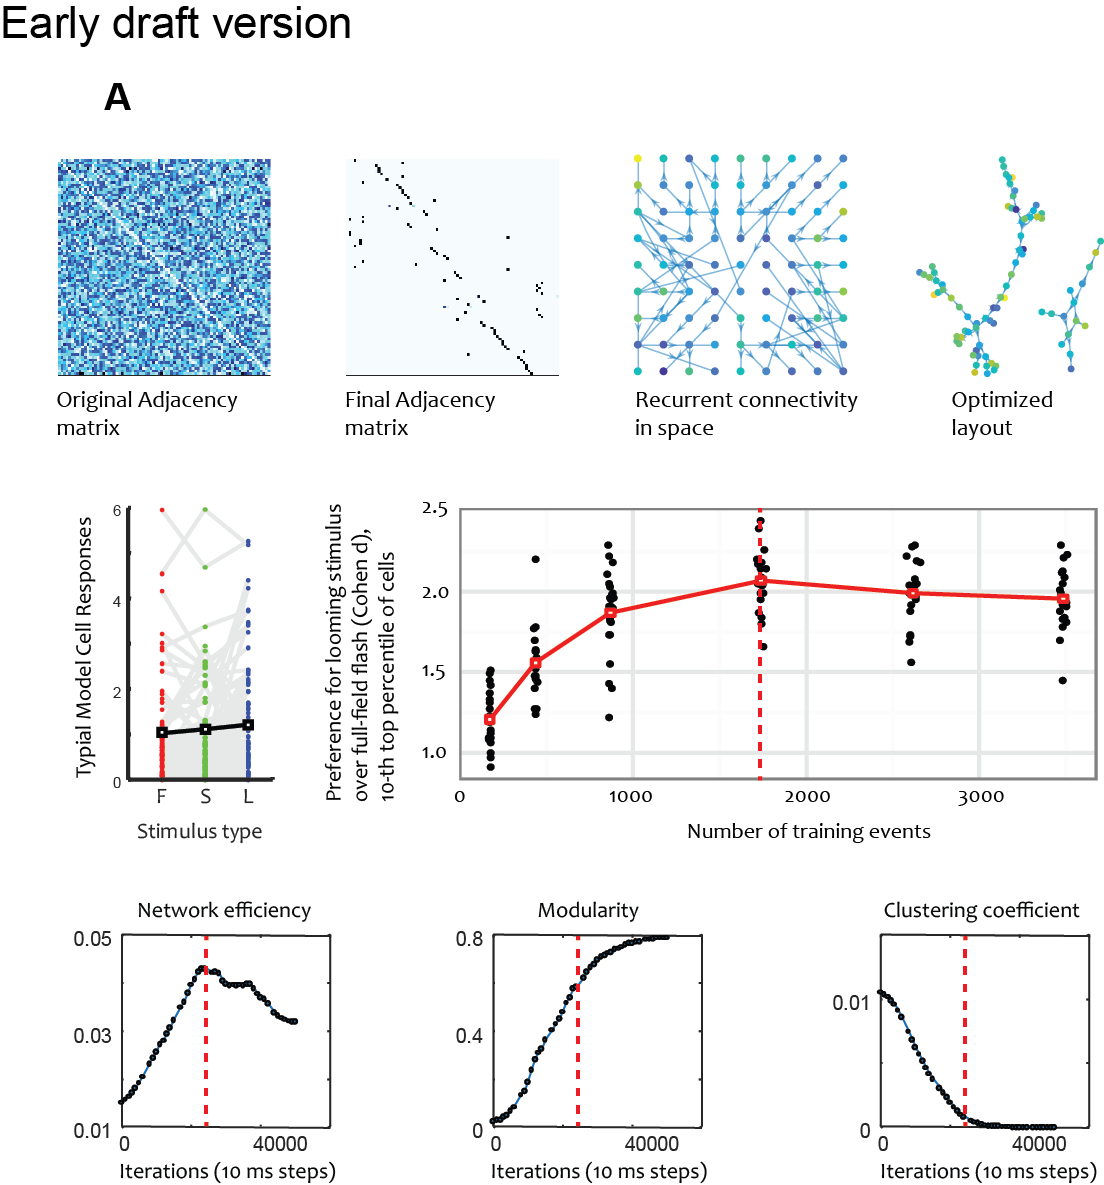 Early draft version
A
Original Adjacency
matrix
Final Adjacency
matrix
Recurrent connectivity
in space
Optimized
layout
Typial Model Cell Responses
6
4
2
0
F S L
Stimulus type
Preference for looming stimulus
over full-field flash (Cohen d),
10-th top percentile of cells
2.5
2.0
1.5
1.0
0 1000 2000 3000
Number of training events
Network efficiency
0.05
0.03
0.01
0 40000
Iterations (10 ms steps)
Modularity
0.8
0.4
0
0 40000
Iterations (10 ms steps)
Clustering coefficient
0.01
0
0 40000
Iterations (10 ms steps)